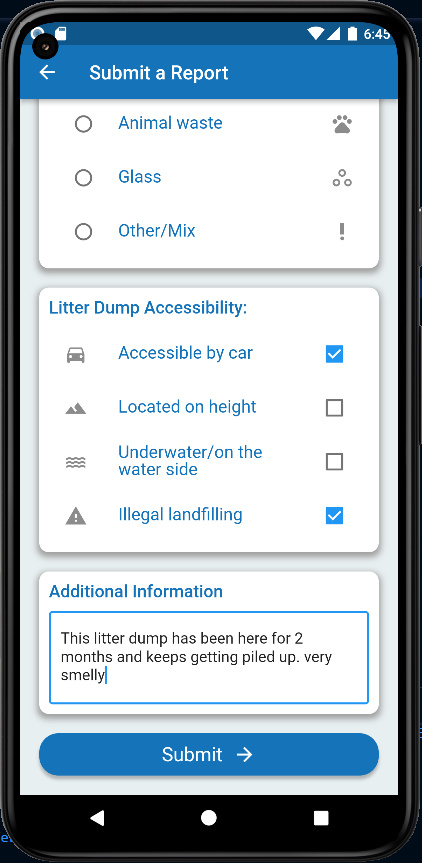 6:45
Submit a Report
Animal waste
Glass
Other/Mix
Litter Dump Accessibility:
Accessible by car
Located on height
Underwater/on the
water side
Illegal landfilling
Additional Information
This litter dump has been here for 2
months and keeps getting piled up. very
smelly
Submit